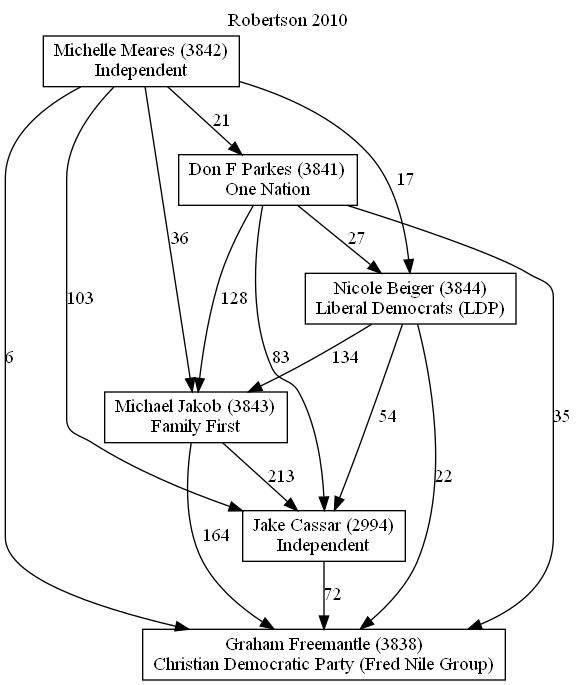 Robertson 2010
Michelle Meares (3842)
Independent
21
Don F Parkes (3841)
One Nation
17
36
27
103
128
Nicole Beiger (3844)
Liberal Democrats (LDP)
6
83
134
35
Michael Jakob (3843)
Family First
54
213
22
164
Jake Cassar (2994)
Independent
72
Graham Freemantle (3838)
Christian Democratic Party (Fred Nile Group)